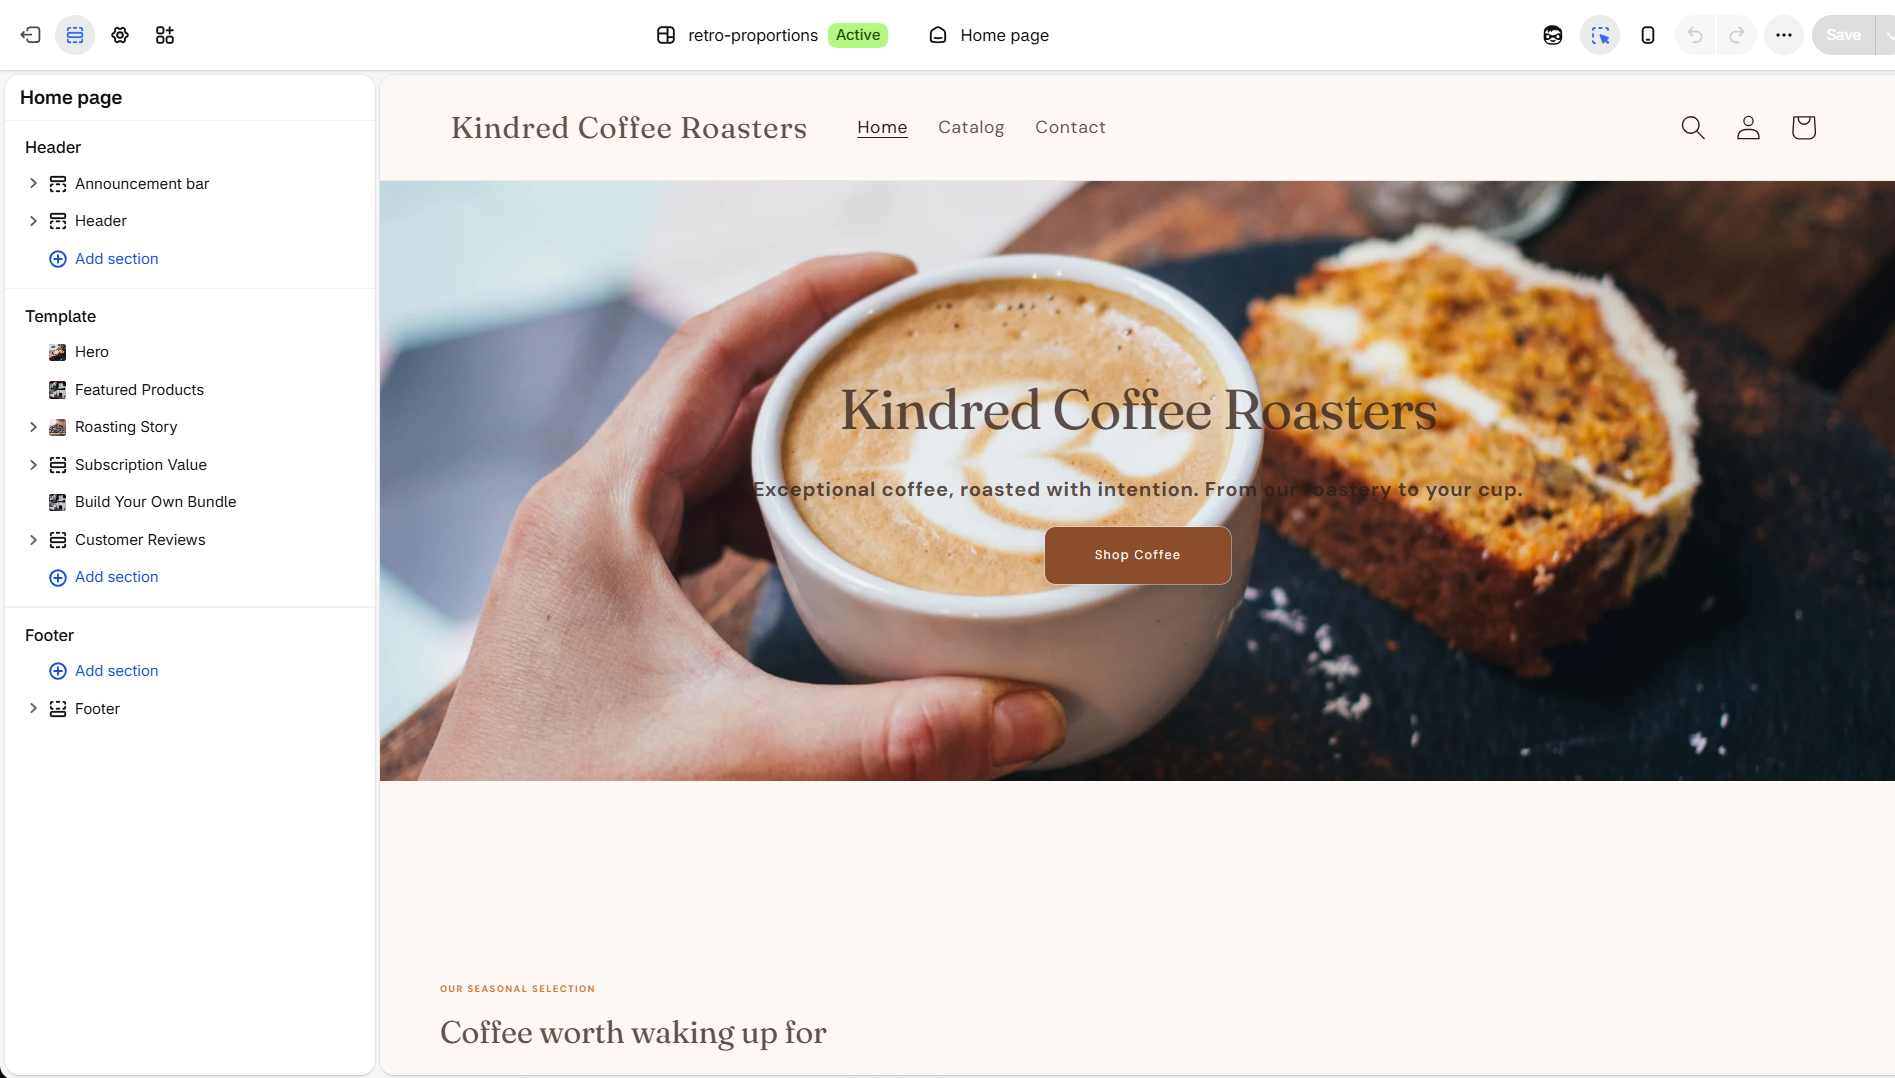 retro-proportions Active Home page Save
Home page
Header
Announcement bar
Header
Add section
Template
Hero
Featured Products
Roasting Story
Subscription Value
Build Your Own Bundle
Customer Reviews
Add section
Footer
Add section
Footer
Kindred Coffee Roasters Home Catalog Contact
Kindred Coffee Roasters
Exceptional coffee, roasted with intention. From our roastery to your cup.
Shop Coffee
OUR SEASONAL SELECTION
Coffee worth waking up for